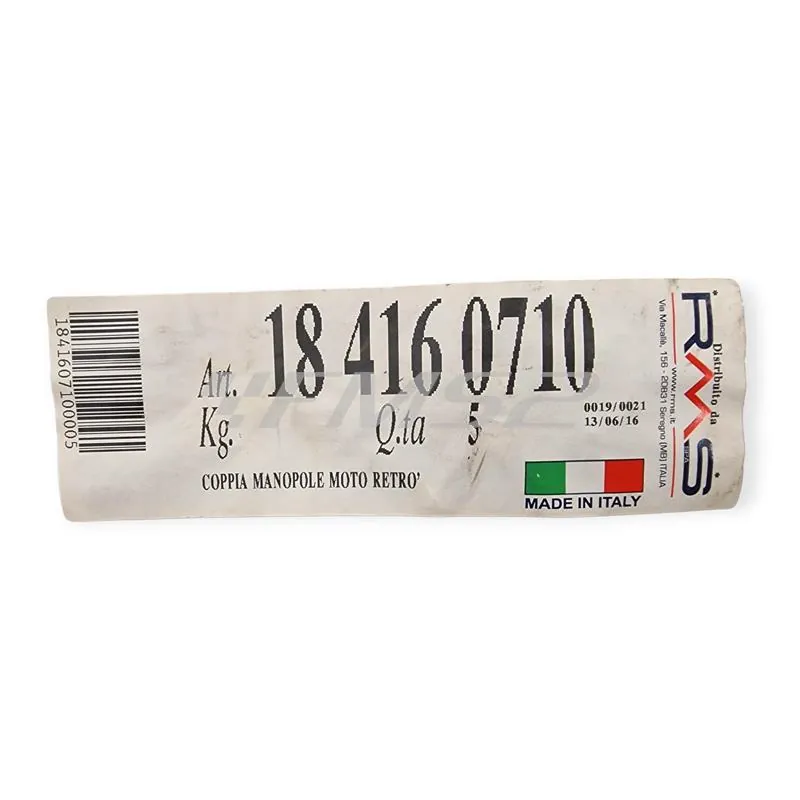 1841607100005
Art. 18 416 0710
Kg. Q.ta 5
0019/0021
13/06/16
COPPIA MANOPOLE MOTO RETRO'
MADE IN ITALY
Distribuito da
RMS
www.rms.it
Via Macallè, 156 - 20831 Seregno (MB) ITALIA